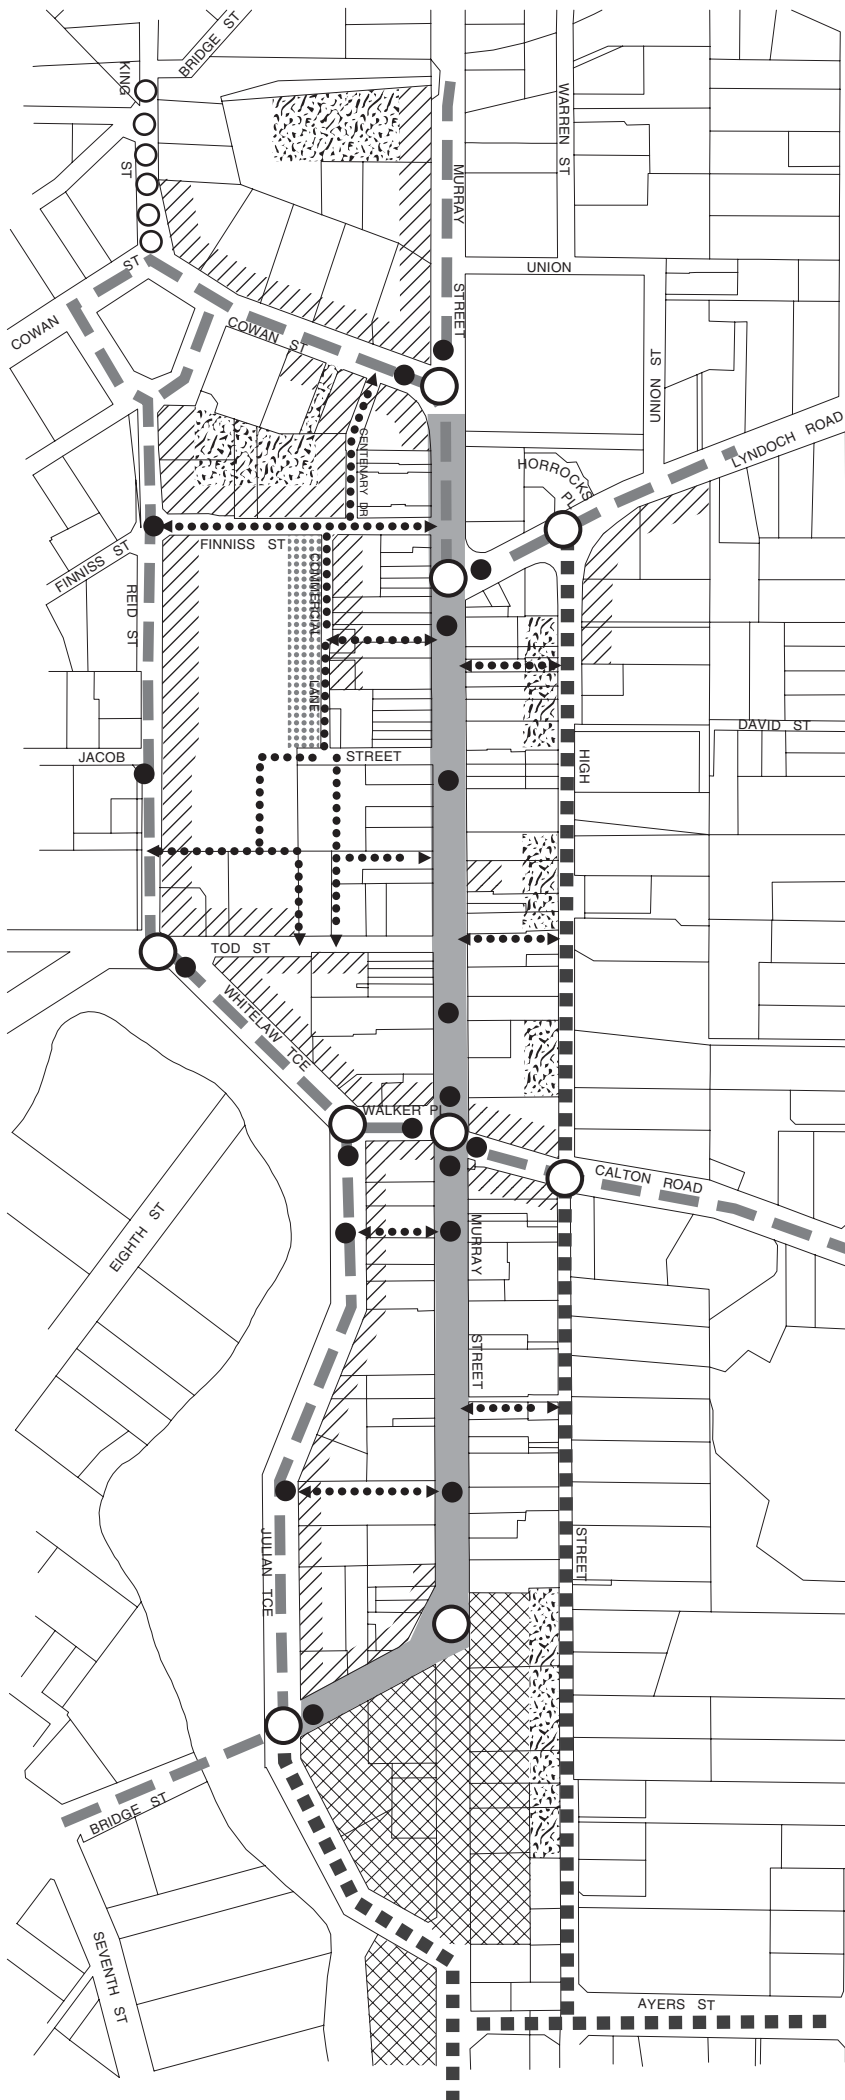 BRIDGE ST
KING
ST
WARREN ST
MURRAY
STREET
UNION
UNION ST
COWAN
ST
COWAN ST
LYNDOCH ROAD
HORROCKS
PL
CENTENARY DR
FINNISS ST
FINNISS ST
COMMERCIAL
LANE
REID ST
DAVID ST
JACOB
STREET
HIGH
TOD ST
WHITELAW TCE
WALKER PL
CALTON ROAD
EIGHTH ST
MURRAY
STREET
JULIAN TCE
STREET
BRIDGE ST
SEVENTH ST
AYERS ST